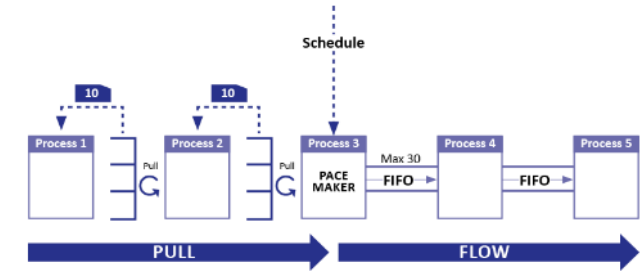 Schedule
10
10
Process 1
Process 2
Process 3
Process 4
Process 5
Pull
Pull
PACE
MAKER
Max 30
FIFO
FIFO
PULL
FLOW